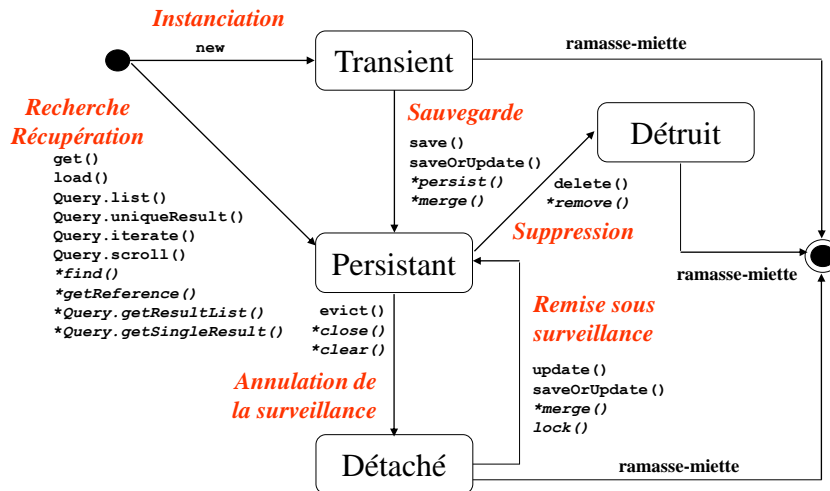 Instanciation
new
Transient
ramasse-miette
Recherche
Récupération
get()
load()
Query.list()
Query.uniqueResult()
Query.iterate()
Query.scroll()
*find()
*getReference()
*Query.getResultList()
*Query.getSingleResult()
Sauvegarde
save()
saveOrUpdate()
*persist()
*merge()
Détruit
delete()
*remove()
Suppression
ramasse-miette
Persistant
evict()
*close()
*clear()
Annulation de
la surveillance
Remise sous
surveillance
update()
saveOrUpdate()
*merge()
lock()
Détaché
ramasse-miette